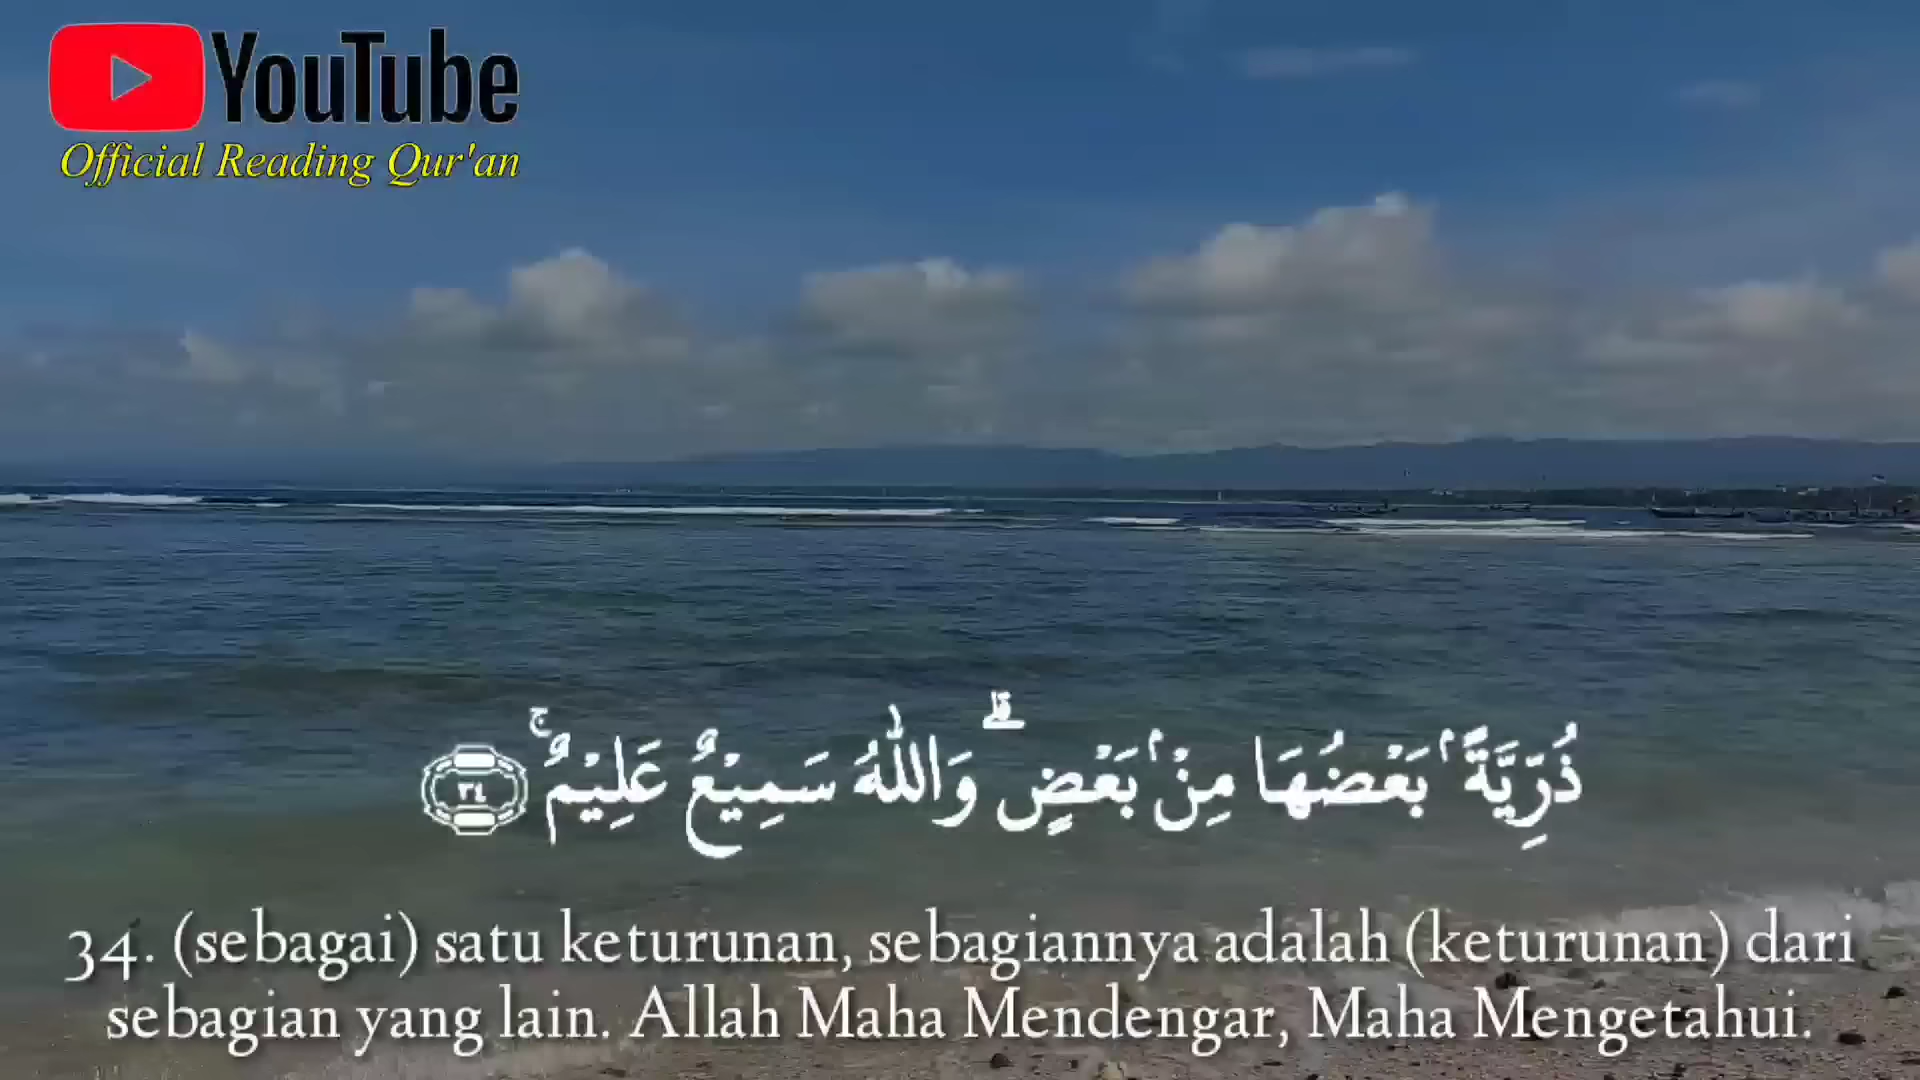 YouTube
Official Reading Qur'an
ذُرِّيَّةً ۢ بَعْضُهَا مِنْۢ بَعْضٍۗ وَاللّٰهُ سَمِيْعٌ عَلِيْمٌۚ ٣٤
34. (sebagai) satu keturunan, sebagiannya adalah (keturunan) dari
sebagian yang lain. Allah Maha Mendengar, Maha Mengetahui.